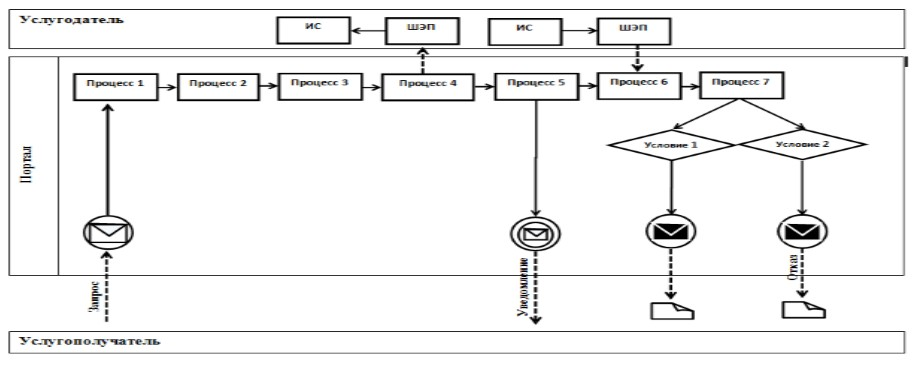 Услугодатель
ИС
ШЭП
ИС
ШЭП
Процесс 1
Процесс 2
Процесс 3
Процесс 4
Процесс 5
Процесс 6
Процесс 7
Условие 1
Условие 2
Портал
Запрос
Уведомление
Отказ
Услугополучатель